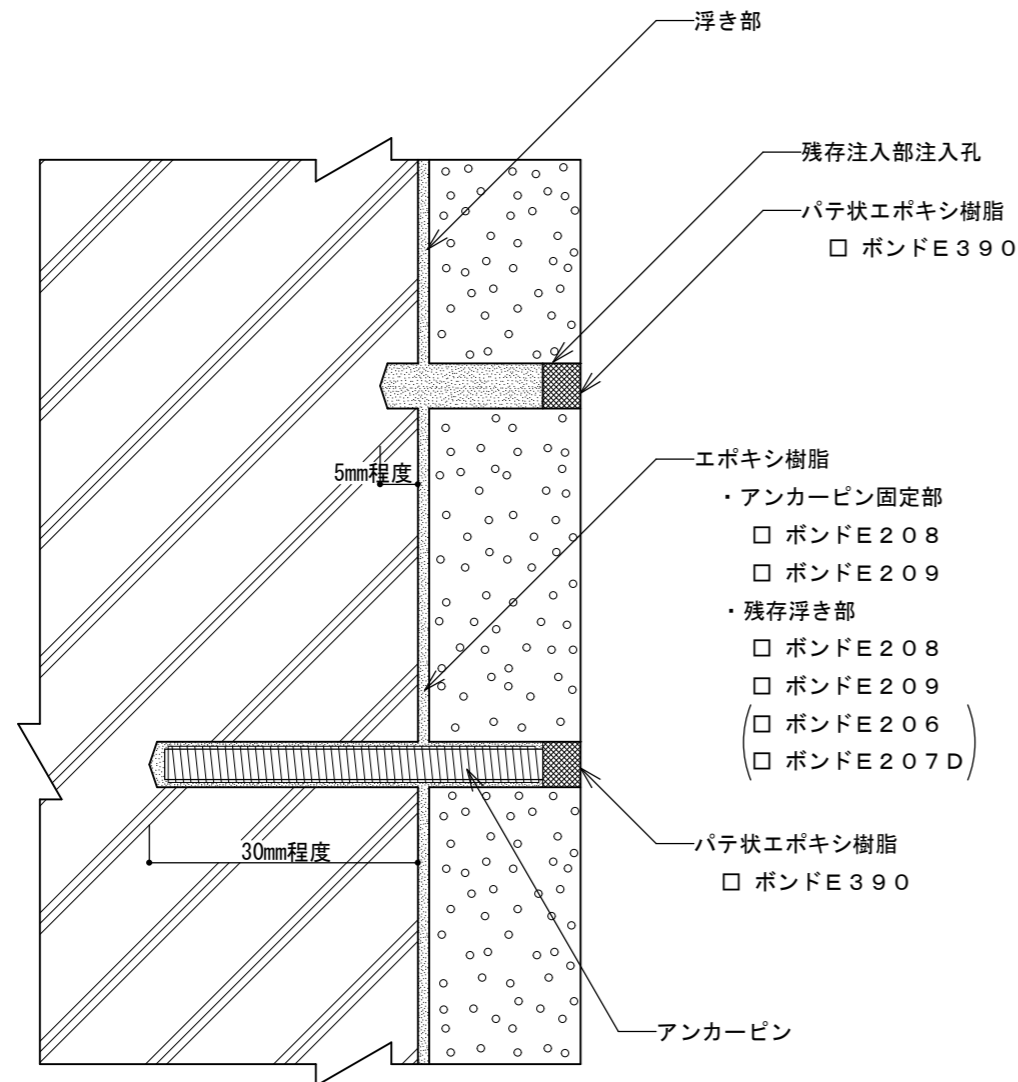 浮き部
残存注入部注入孔
パテ状エポキシ樹脂
□ ボンドE390
5mm程度
エポキシ樹脂
・アンカーピン固定部
□ ボンドE208
□ ボンドE209
・残存浮き部
□ ボンドE208
□ ボンドE209
(□ ボンドE206
□ ボンドE207D)
30mm程度
パテ状エポキシ樹脂
□ ボンドE390
アンカーピン